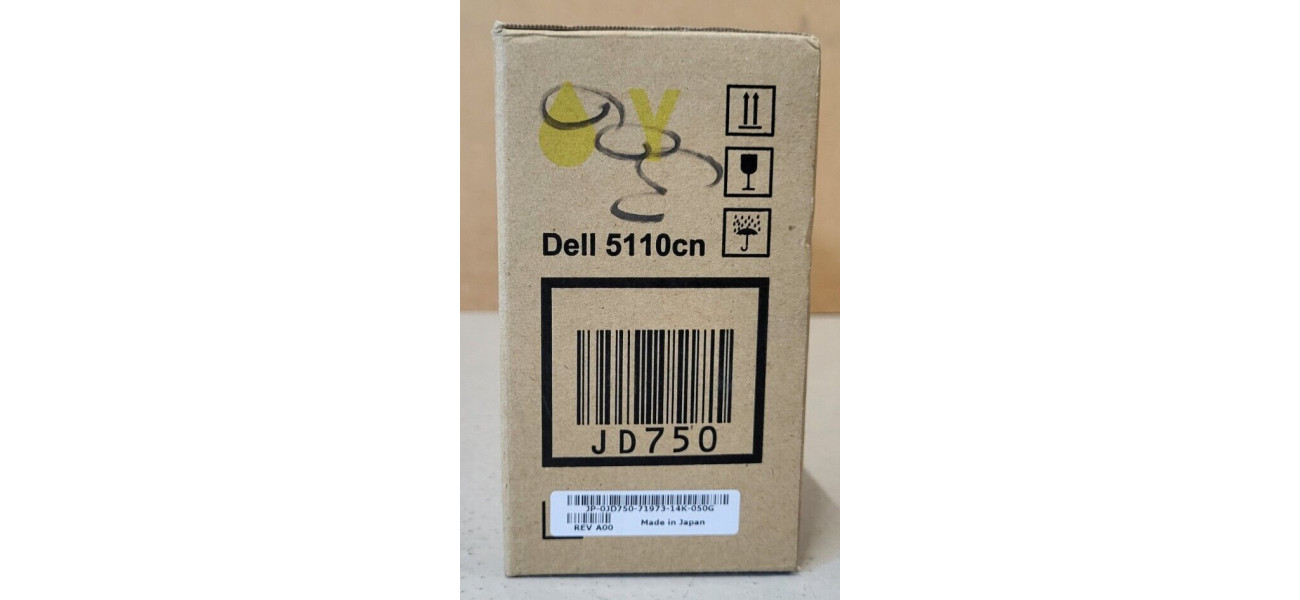 Y
Dell 5110cn
JD750
JP-0JD750-71973-14K-050G
REV A00
Made in Japan